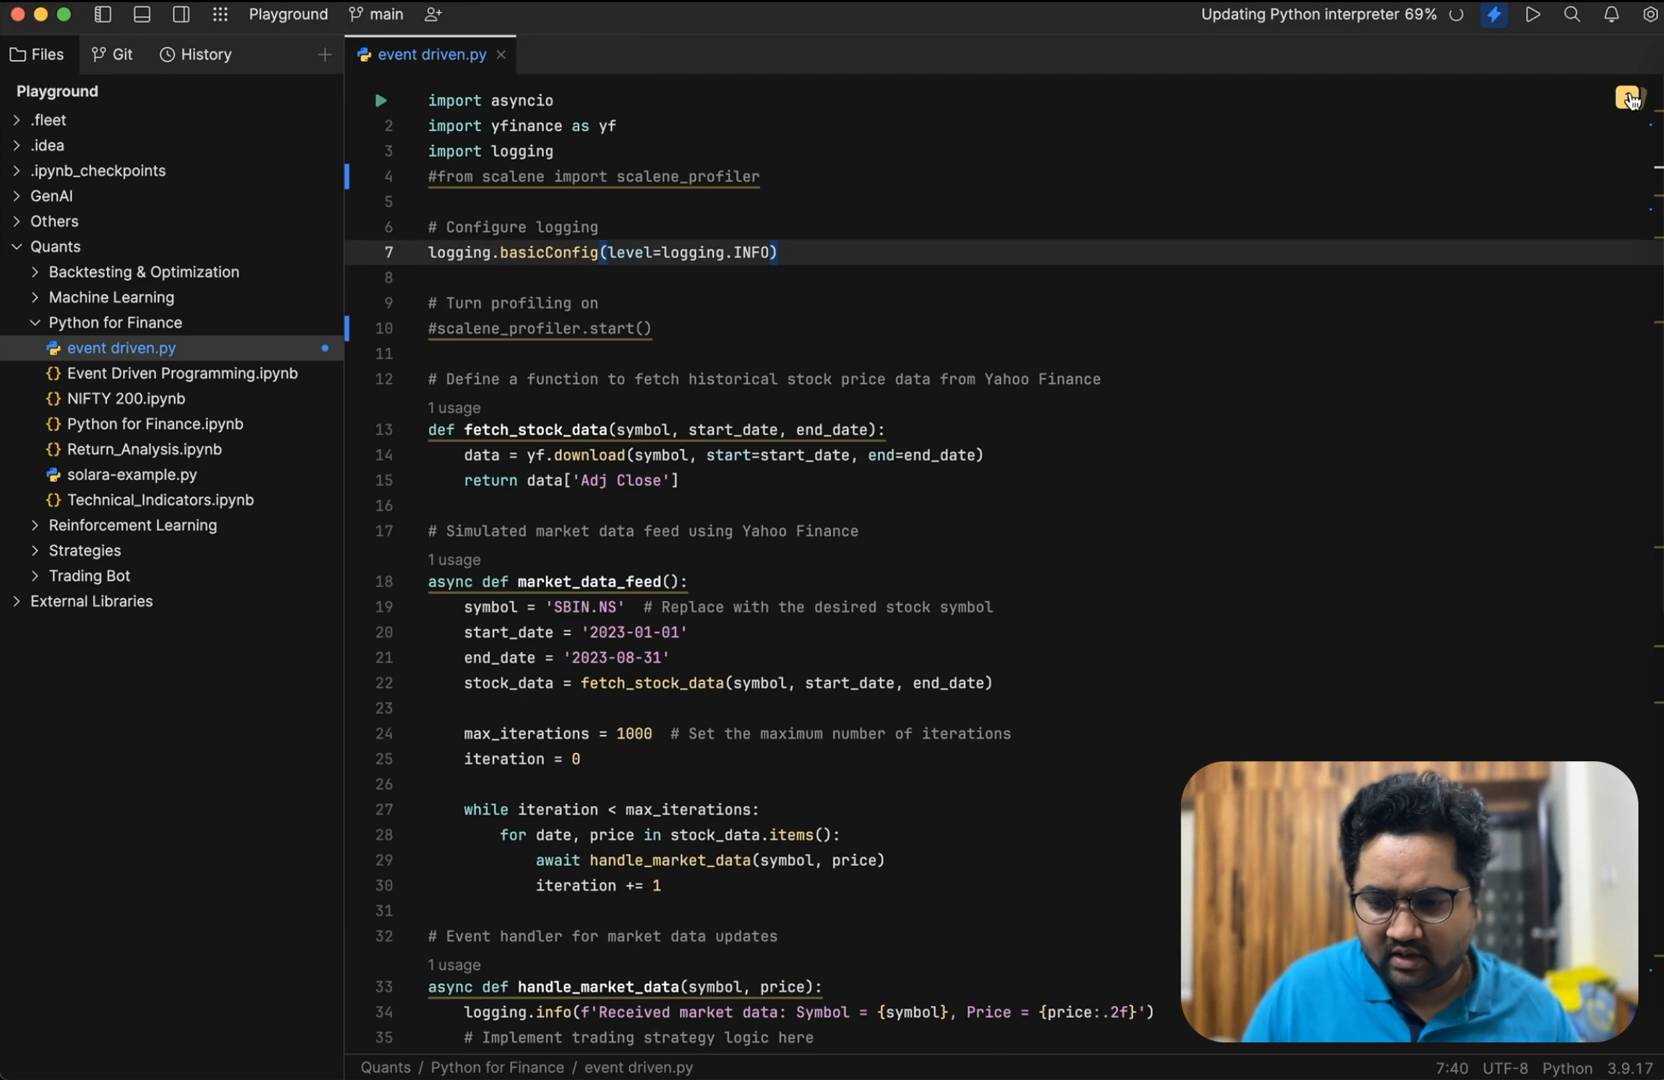 Playground main Updating Python interpreter 69%
Files Git History event driven.py
Playground
.fleet
.idea
.ipynb_checkpoints
GenAI
Others
Quants
Backtesting & Optimization
Machine Learning
Python for Finance
event driven.py
Event Driven Programming.ipynb
NIFTY 200.ipynb
Python for Finance.ipynb
Return_Analysis.ipynb
solara-example.py
Technical_Indicators.ipynb
Reinforcement Learning
Strategies
Trading Bot
External Libraries
import asyncio
2 import yfinance as yf
3 import logging
4 #from scalene import scalene_profiler
5
6 # Configure logging
7 logging.basicConfig(level=logging.INFO)
8
9 # Turn profiling on
10 #scalene_profiler.start()
11
12 # Define a function to fetch historical stock price data from Yahoo Finance
1 usage
13 def fetch_stock_data(symbol, start_date, end_date):
14 data = yf.download(symbol, start=start_date, end=end_date)
15 return data['Adj Close']
16
17 # Simulated market data feed using Yahoo Finance
1 usage
18 async def market_data_feed():
19 symbol = 'SBIN.NS' # Replace with the desired stock symbol
20 start_date = '2023-01-01'
21 end_date = '2023-08-31'
22 stock_data = fetch_stock_data(symbol, start_date, end_date)
23
24 max_iterations = 1000 # Set the maximum number of iterations
25 iteration = 0
26
27 while iteration < max_iterations:
28 for date, price in stock_data.items():
29 await handle_market_data(symbol, price)
30 iteration += 1
31
32 # Event handler for market data updates
1 usage
33 async def handle_market_data(symbol, price):
34 logging.info(f'Received market data: Symbol = {symbol}, Price = {price:.2f}')
35 # Implement trading strategy logic here
Quants / Python for Finance / event driven.py 7:40 UTF-8 Python 3.9.17